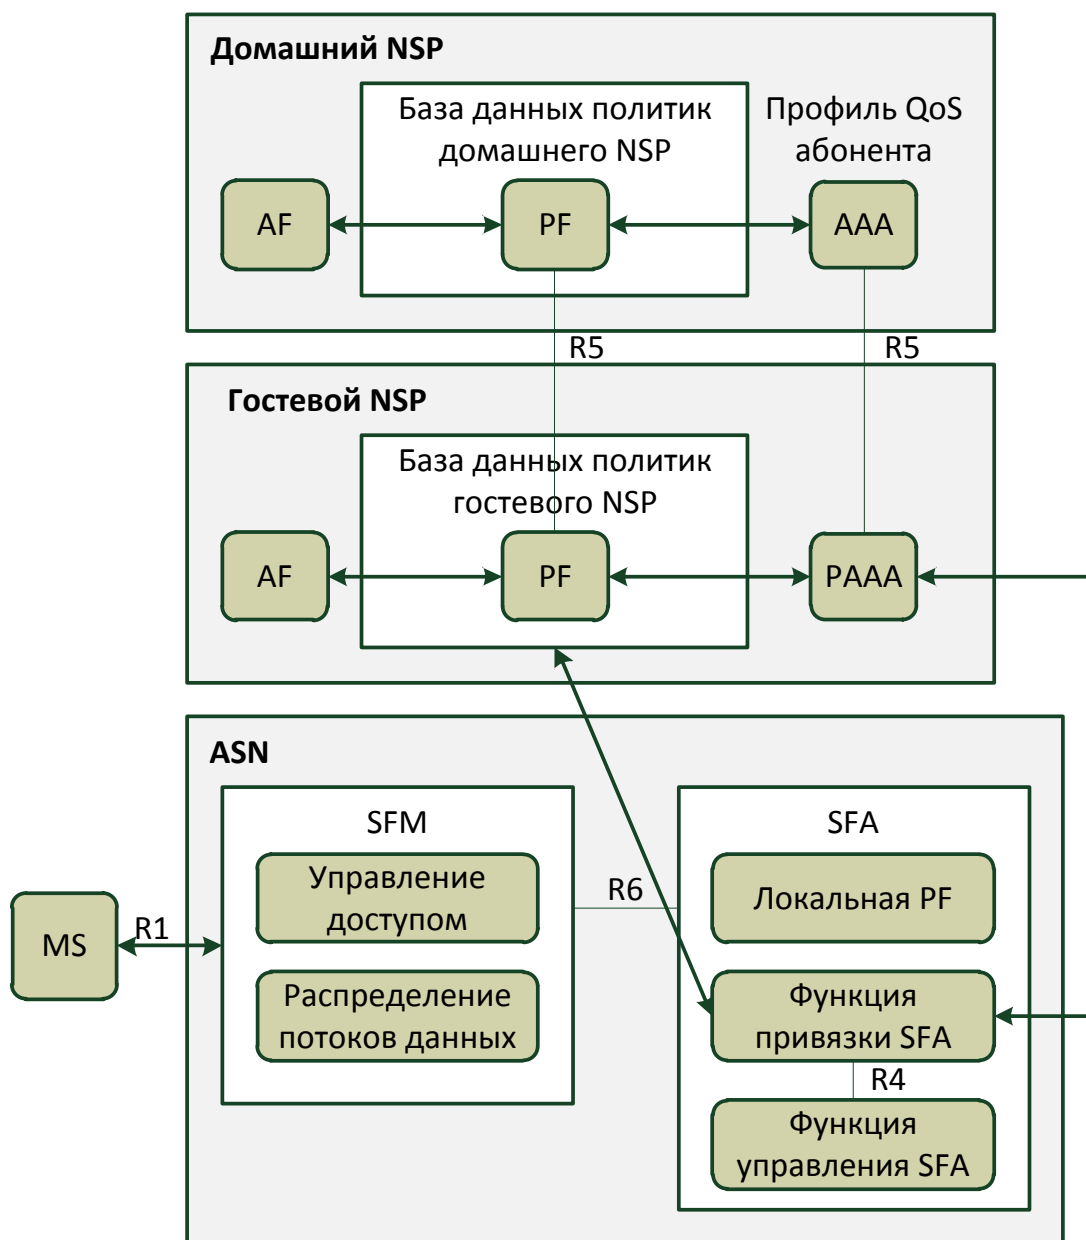 Домашний NSP
База данных политик
домашнего NSP
Профиль QoS
абонента
AF
PF
AAA
R5
R5
Гостевой NSP
База данных политик
гостевого NSP
AF
PF
PAAA
ASN
SFM
Управление
доступом
Распределение
потоков данных
MS
R1
R6
SFA
Локальная PF
Функция
привязки SFA
R4
Функция
управления SFA